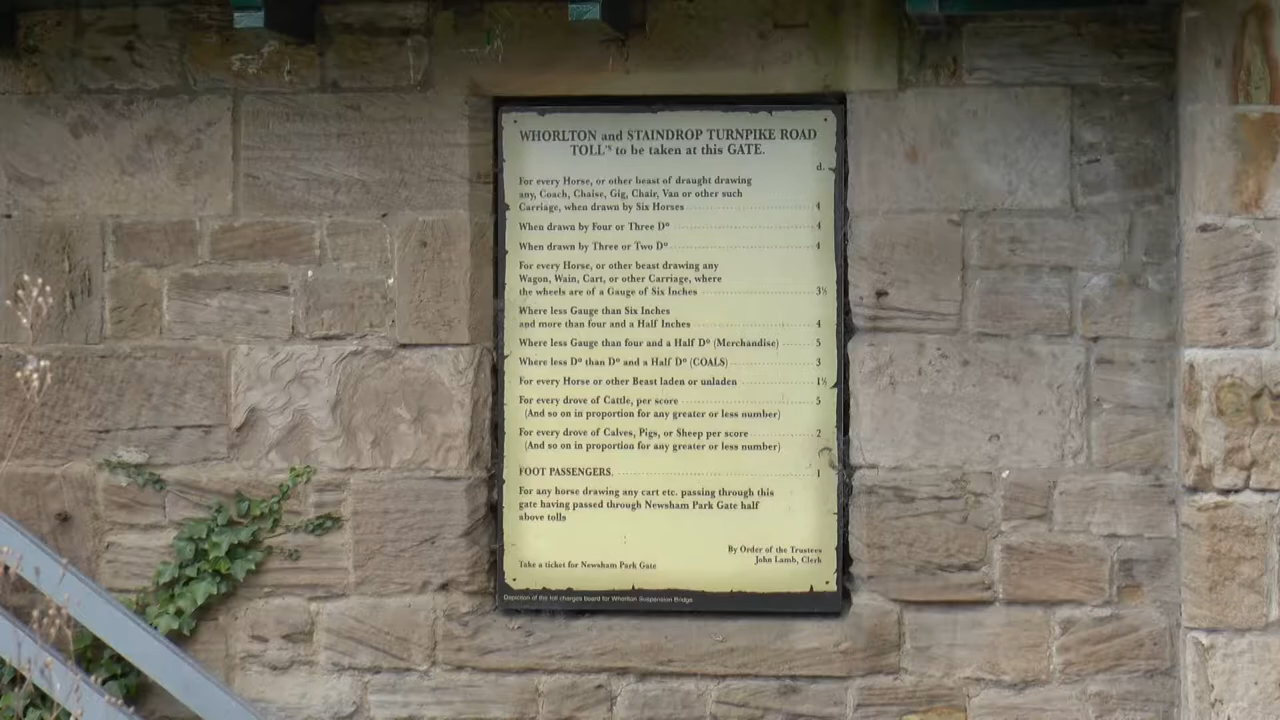 WHORLTON and STAINDROP TURNPIKE ROAD
TOLL'S to be taken at this GATE.
d.
For every Horse, or other beast of draught drawing
any, Coach, Chaise, Gig, Chair, Van or other such
Carriage, when drawn by Six Horses 4
When drawn by Four or Three Dº 4
When drawn by Three or Two Dº 4
For every Horse, or other beast drawing any
Wagon, Wain, Cart, or other Carriage, where
the wheels are of a Gauge of Six Inches 3½
Where less Gauge than Six Inches
and more than four and a Half Inches 4
Where less Gauge than four and a Half Dº (Merchandise) 5
Where less Dº than Dº and a Half Dº (COALS) 3
For every Horse or other Beast laden or unladen 1½
For every drove of Cattle, per score 5
(And so on in proportion for any greater or less number)
For every drove of Calves, Pigs, or Sheep per score 2
(And so on in proportion for any greater or less number)
FOOT PASSENGERS. 1
For any horse drawing any cart etc. passing through this
gate having passed through Newsham Park Gate half
above tolls
By Order of the Trustees
John Lamb, Clerk
Take a ticket for Newsham Park Gate
Depiction of the toll charges board for Whorlton Suspension Bridge